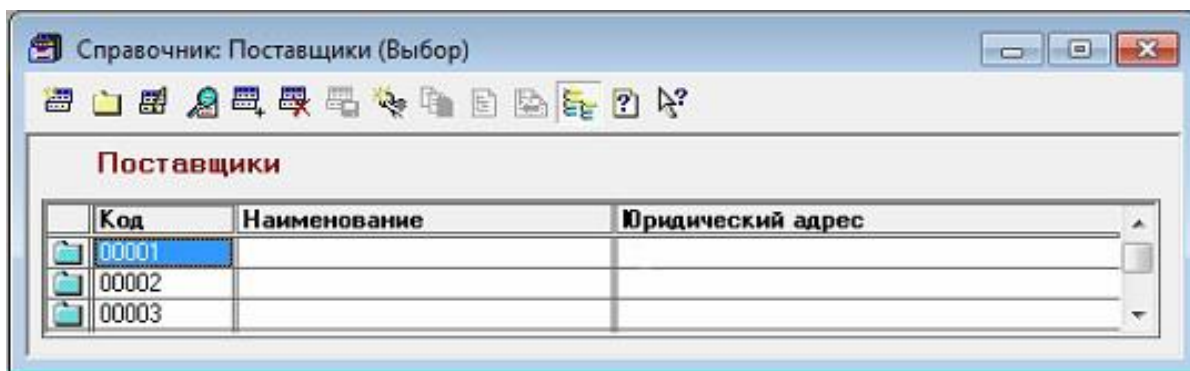 Справочник: Поставщики (Выбор)
Поставщики
Код Наименование Юридический адрес
00001
00002
00003